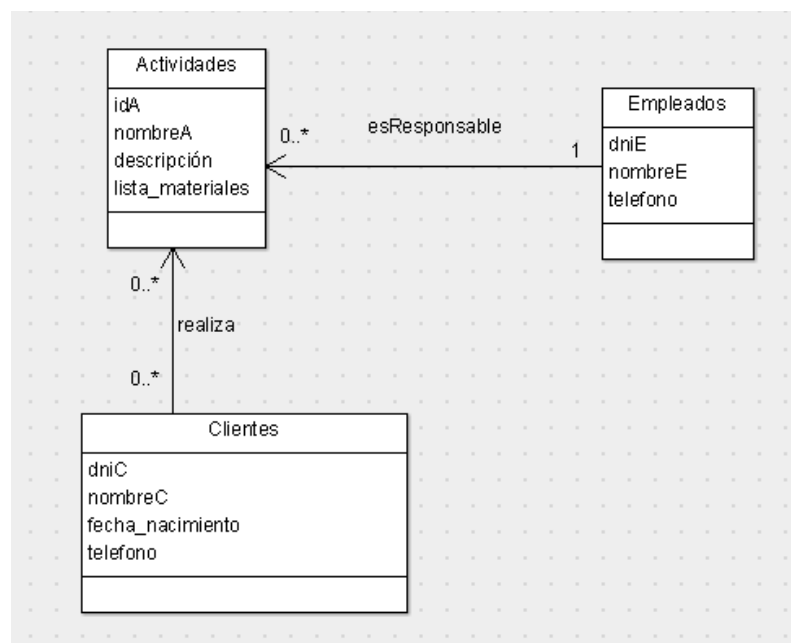 Actividades
idA
nombreA
descripción
lista_materiales
0..*
esResponsable
1
Empleados
dniE
nombreE
telefono
0..*
realiza
0..*
Clientes
dniC
nombreC
fecha_nacimiento
telefono